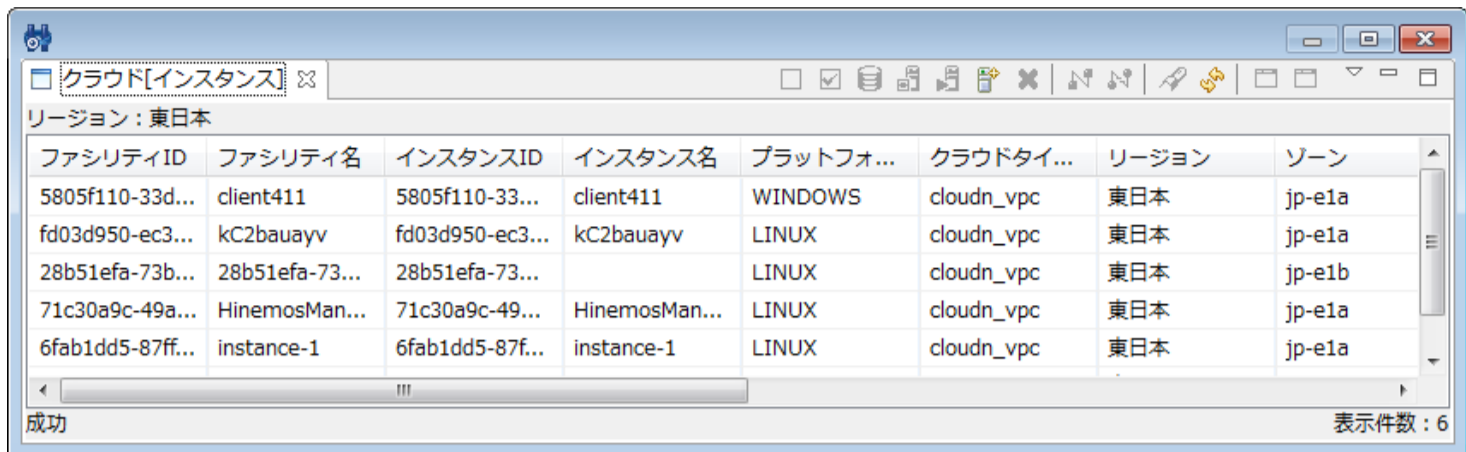 クラウド[インスタンス]
リージョン：東日本
ファシリティID ファシリティ名 インスタンスID インスタンス名 プラットフォ... クラウドタイ... リージョン ゾーン
5805f110-33d... client411 5805f110-33... client411 WINDOWS cloudn_vpc 東日本 jp-e1a
fd03d950-ec3... kC2bauayv fd03d950-ec3... kC2bauayv LINUX cloudn_vpc 東日本 jp-e1a
28b51efa-73b... 28b51efa-73... 28b51efa-73... LINUX cloudn_vpc 東日本 jp-e1b
71c30a9c-49a... HinemosMan... 71c30a9c-49... HinemosMan... LINUX cloudn_vpc 東日本 jp-e1a
6fab1dd5-87ff... instance-1 6fab1dd5-87f... instance-1 LINUX cloudn_vpc 東日本 jp-e1a
成功 表示件数：6